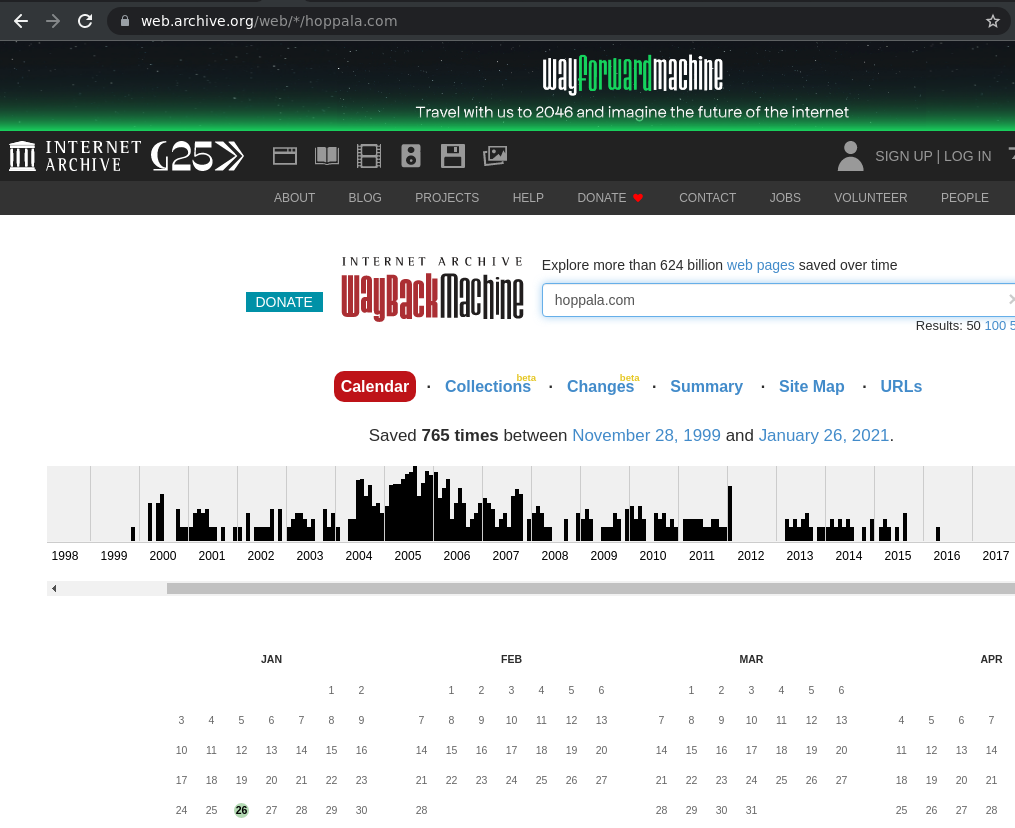 web.archive.org/web/*/hoppala.com
wayforwardmachine
Travel with us to 2046 and imagine the future of the internet
INTERNET ARCHIVE 25
SIGN UP | LOG IN
ABOUT BLOG PROJECTS HELP DONATE CONTACT JOBS VOLUNTEER PEOPLE
INTERNET ARCHIVE
WayBackMachine
DONATE
Explore more than 624 billion web pages saved over time
hoppala.com
Results: 50 100 5
Calendar · Collections beta · Changes beta · Summary · Site Map · URLs
Saved 765 times between November 28, 1999 and January 26, 2021.
1998 1999 2000 2001 2002 2003 2004 2005 2006 2007 2008 2009 2010 2011 2012 2013 2014 2015 2016 2017
JAN FEB MAR APR
1 2 1 2 3 4 5 6 1 2 3 4 5 6
3 4 5 6 7 8 9 7 8 9 10 11 12 13 7 8 9 10 11 12 13 4 5 6 7
10 11 12 13 14 15 16 14 15 16 17 18 19 20 14 15 16 17 18 19 20 11 12 13 14
17 18 19 20 21 22 23 21 22 23 24 25 26 27 21 22 23 24 25 26 27 18 19 20 21
24 25 26 27 28 29 30 28 28 29 30 31 25 26 27 28